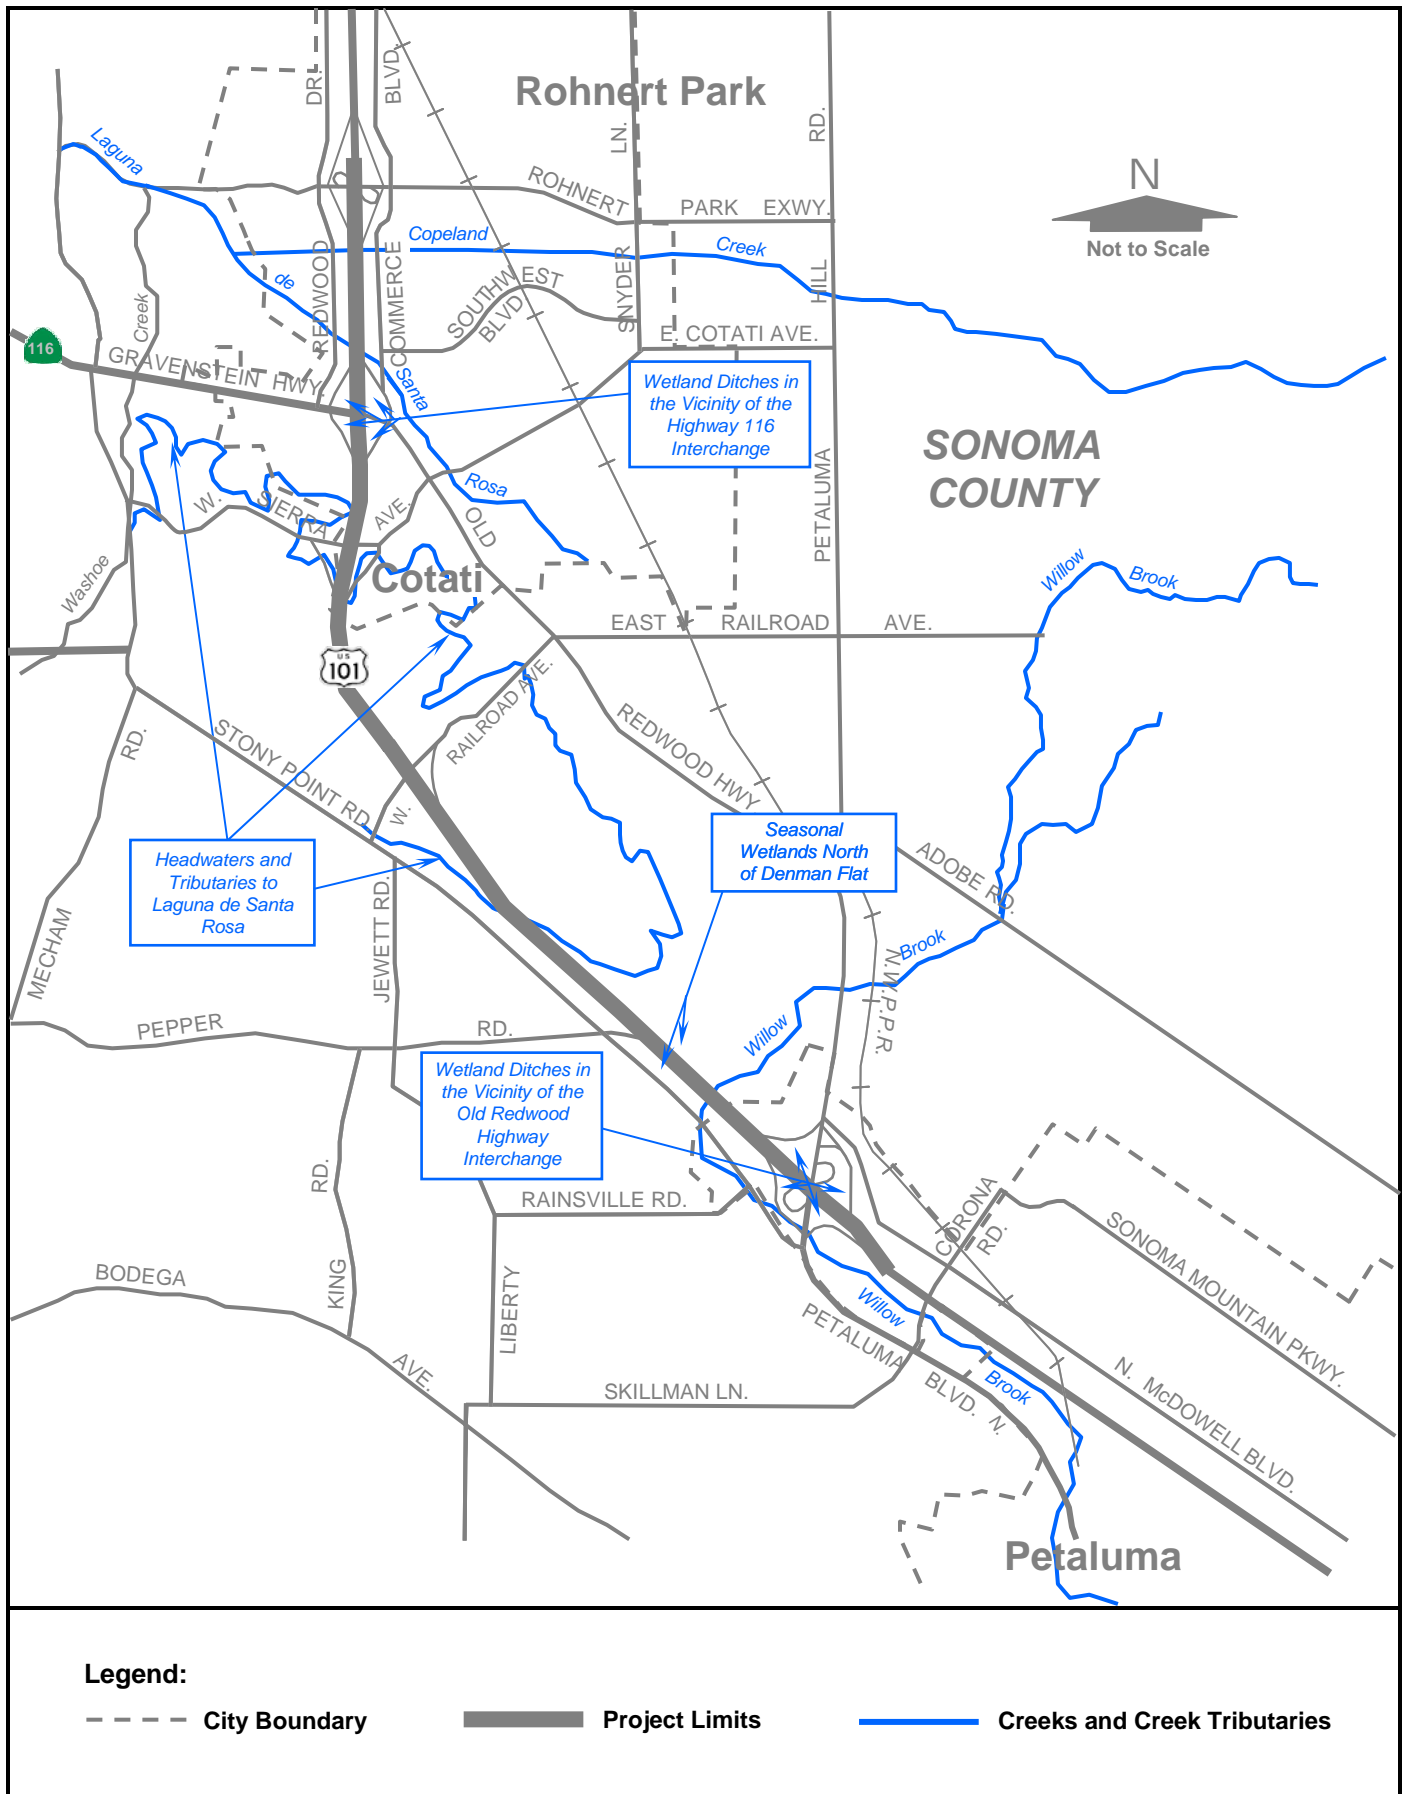 Rohnert Park
DR.
BLVD.
LN.
RD.
Laguna
ROHNERT
PARK EXWY.
N
Not to Scale
Copeland
Creek
de
REDWOOD
COMMERCE
SOUTHWEST
BLVD
SNYDER
HILL
Creek
E. COTATI AVE.
116
GRAVENSTEIN HWY.
Santa
Wetland Ditches in
the Vicinity of the
Highway 116
Interchange
SONOMA
COUNTY
PETALUMA
Rosa
W.
SIERRA
AVE.
OLD
Washoe
Cotati
Willow
Brook
EAST RAILROAD AVE.
US
101
RAILROAD AVE.
W.
REDWOOD HWY
RD.
STONY POINT RD.
Seasonal
Wetlands North
of Denman Flat
Headwaters and
Tributaries to
Laguna de Santa
Rosa
ADOBE RD.
MECHAM
JEWETT RD.
Brook
N.W.P.P.R.
Willow
PEPPER
RD.
Wetland Ditches in
the Vicinity of the
Old Redwood
Highway
Interchange
RD.
KING
RAINSVILLE RD.
CORONA
RD.
SONOMA MOUNTAIN PKWY.
BODEGA
AVE.
LIBERTY
Willow
PETALUMA
BLVD. N.
Brook
N. McDOWELL BLVD.
SKILLMAN LN.
Petaluma
Legend:
City Boundary
Project Limits
Creeks and Creek Tributaries